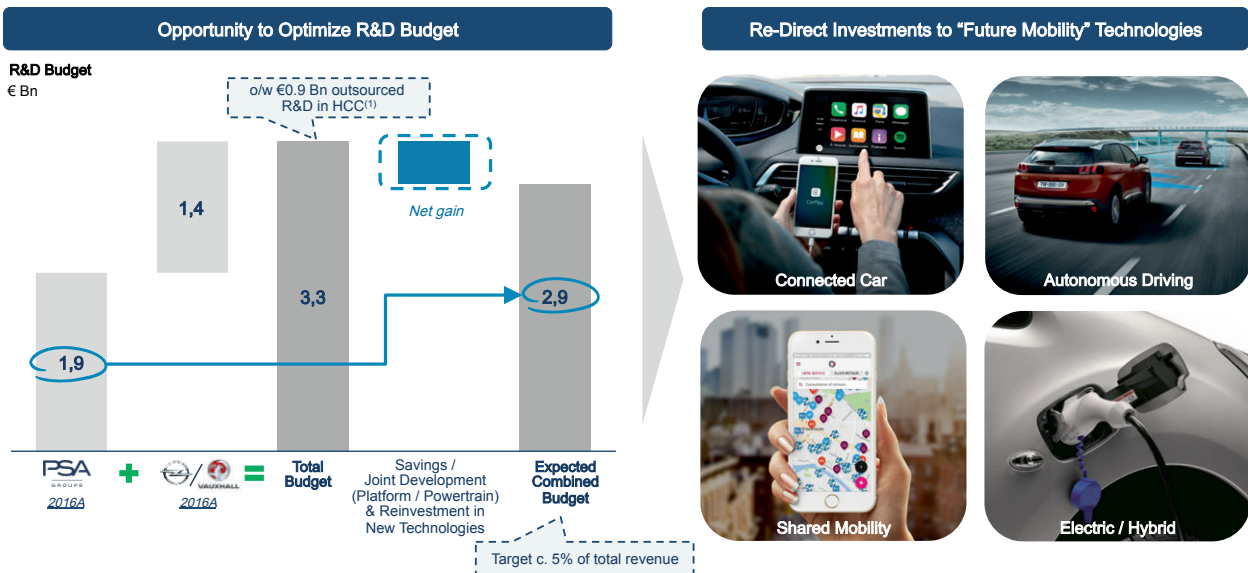 Opportunity to Optimize R&D Budget
R&D Budget
€ Bn
o/w €0.9 Bn outsourced
R&D in HCC(1)
1,4
Net gain
3,3
2,9
1,9
PSA
GROUPE
2016A
+
/
VAUXHALL
2016A
=
Total
Budget
Savings /
Joint Development
(Platform / Powertrain)
& Reinvestment in
New Technologies
Expected
Combined
Budget
Target c. 5% of total revenue
Re-Direct Investments to “Future Mobility” Technologies
CarPlay
Connected Car
Autonomous Driving
Shared Mobility
Electric / Hybrid